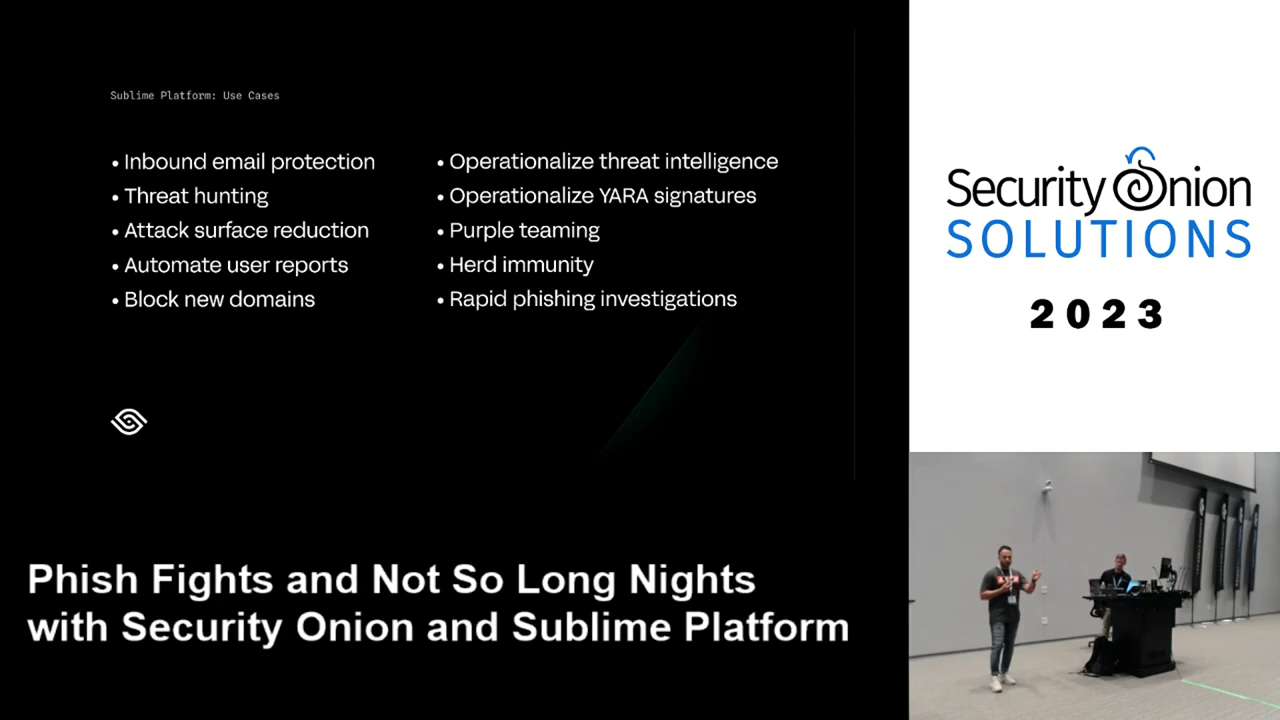 Sublime Platform: Use Cases
• Inbound email protection
• Threat hunting
• Attack surface reduction
• Automate user reports
• Block new domains
• Operationalize threat intelligence
• Operationalize YARA signatures
• Purple teaming
• Herd immunity
• Rapid phishing investigations
Security Onion
SOLUTIONS
2023
Phish Fights and Not So Long Nights
with Security Onion and Sublime Platform